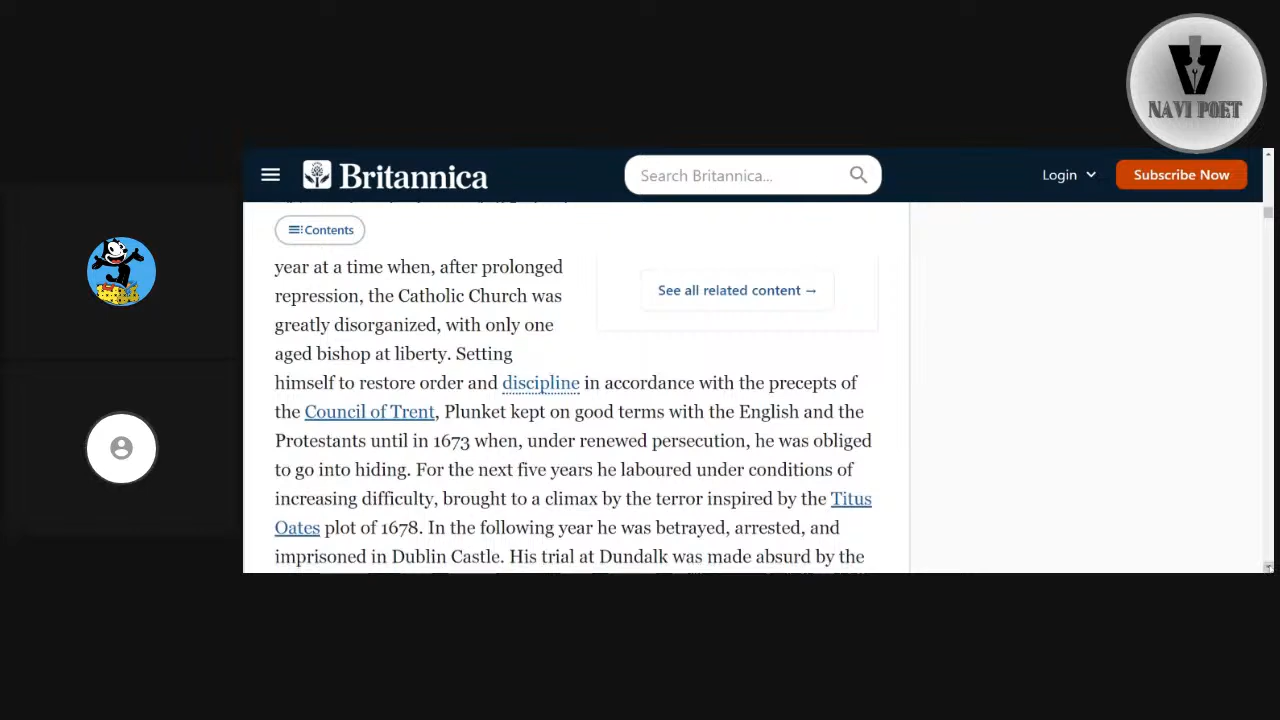 NAVI POET
Britannica
Search Britannica...
Login
Subscribe Now
Contents
year at a time when, after prolonged
repression, the Catholic Church was
greatly disorganized, with only one
aged bishop at liberty. Setting
See all related content →
himself to restore order and discipline in accordance with the precepts of
the Council of Trent, Plunket kept on good terms with the English and the
Protestants until in 1673 when, under renewed persecution, he was obliged
to go into hiding. For the next five years he laboured under conditions of
increasing difficulty, brought to a climax by the terror inspired by the Titus
Oates plot of 1678. In the following year he was betrayed, arrested, and
imprisoned in Dublin Castle. His trial at Dundalk was made absurd by the